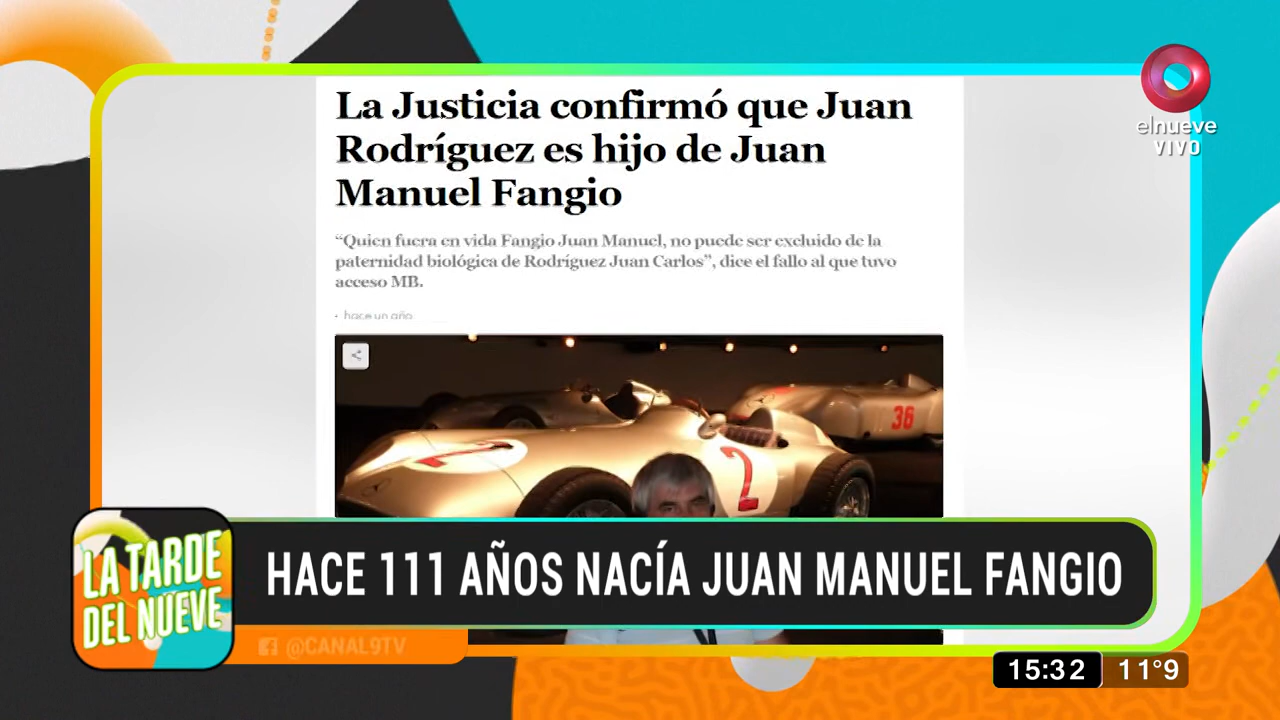 La Justicia confirmó que Juan
Rodríguez es hijo de Juan
Manuel Fangio
“Quien fuera en vida Fangio Juan Manuel, no puede ser excluido de la
paternidad biológica de Rodríguez Juan Carlos”, dice el fallo al que tuvo
acceso MB.
· hace un año
elnueve
VIVO
36
2
2
LA TARDE
DEL NUEVE
HACE 111 AÑOS NACÍA JUAN MANUEL FANGIO
@CANAL9TV
15:32
11°9